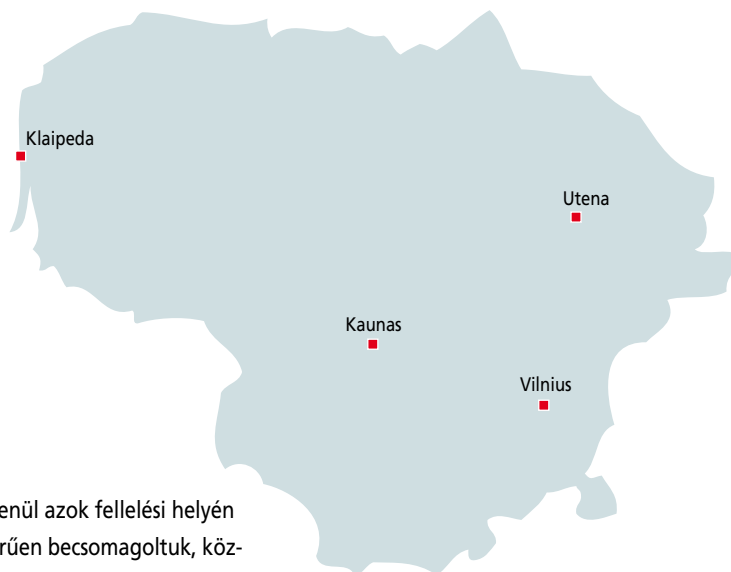 Klaipeda
Utena
Kaunas
Vilnius
enül azok fellelési helyén
rűen becsomagoltuk, köz-